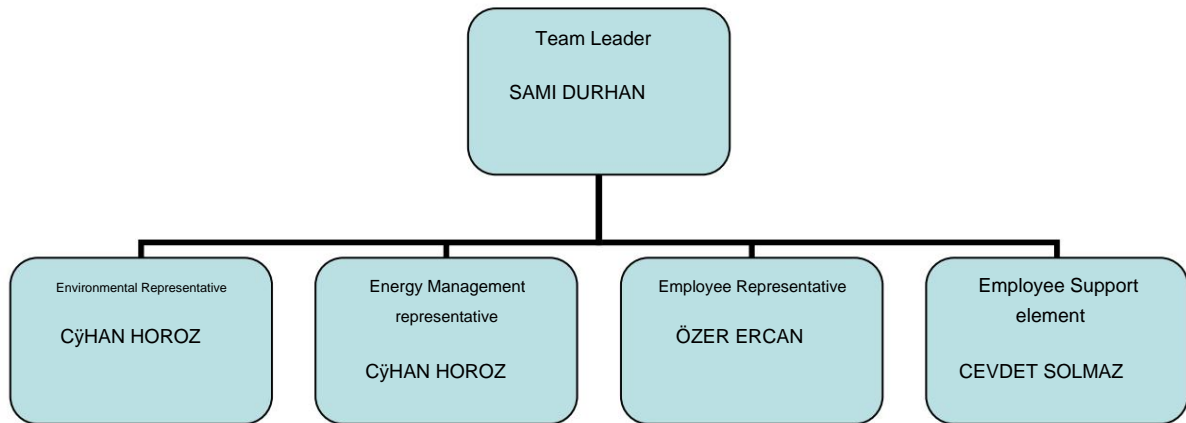 Team Leader
SAMI DURHAN
Environmental Representative
CÿHAN HOROZ
Energy Management
representative
CÿHAN HOROZ
Employee Representative
ÖZER ERCAN
Employee Support
element
CEVDET SOLMAZ